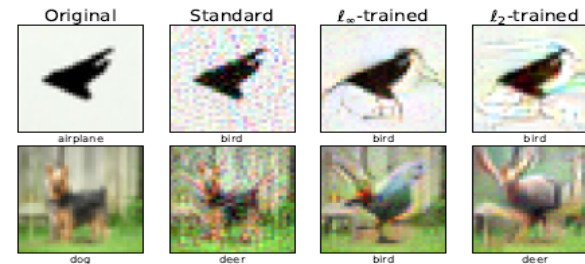 Original Standard ℓ∞-trained ℓ2-trained
airplane bird bird bird
dog deer bird deer